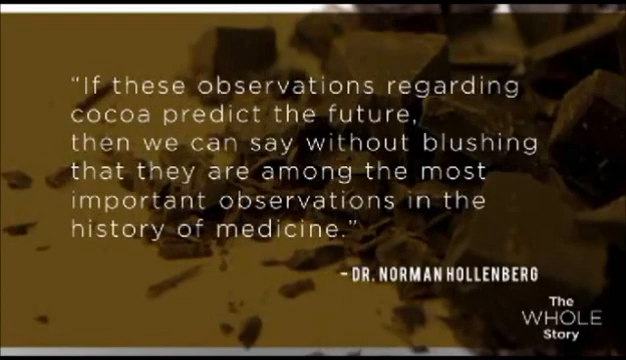 “If these observations regarding
cocoa predict the future,
then we can say without blushing
that they are among the most
important observations in the
history of medicine.”
- DR. NORMAN HOLLENBERG
The
WHOLE
Story